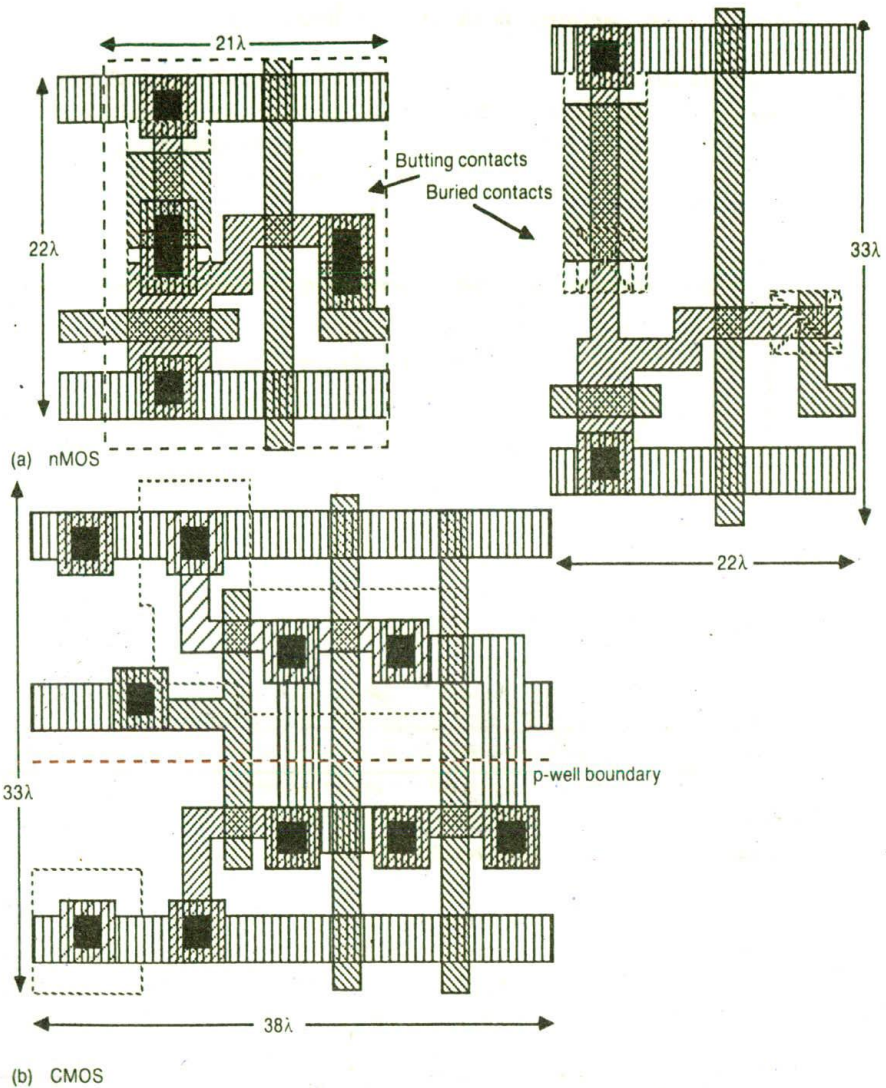 21λ
Butting contacts
Buried contacts
22λ
33λ
(a) nMOS
22λ
p-well boundary
33λ
38λ
(b) CMOS